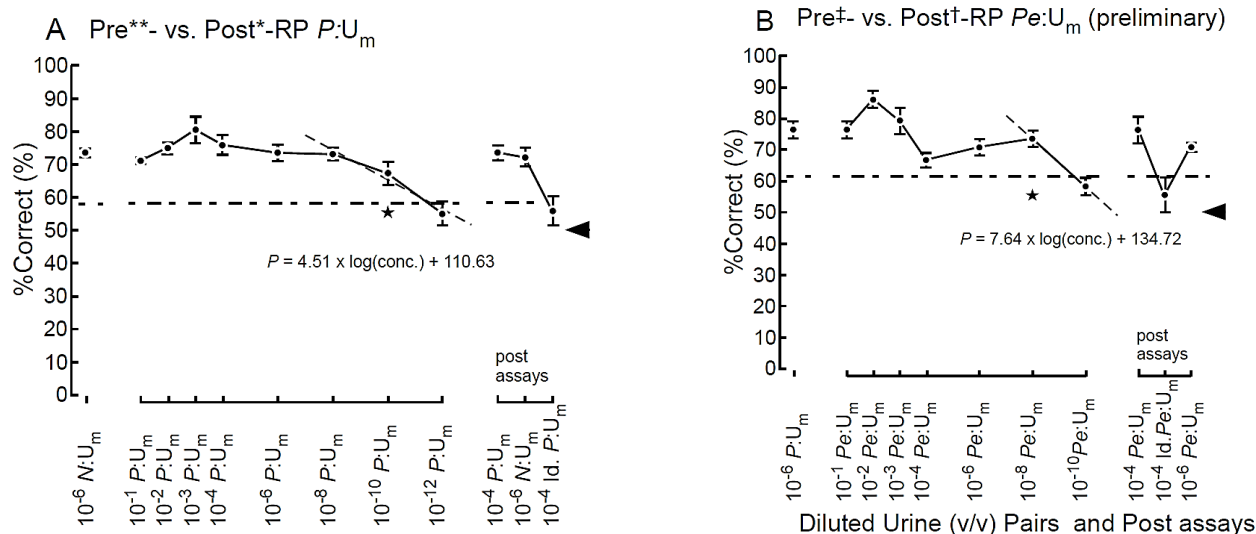 A Pre**- vs. Post*-RP P:Um
%Correct (%)
100
90
80
70
60
50
40
30
20
10
0
★
P = 4.51 x log(conc.) + 110.63
post
assays
10-6 N:Um
10-1 P:Um
10-2 P:Um
10-3 P:Um
10-4 P:Um
10-6 P:Um
10-8 P:Um
10-10 P:Um
10-12 P:Um
10-4 P:Um
10-6 N:Um
10-4 Id. P:Um
B Pre‡- vs. Post†-RP Pe:Um (preliminary)
%Correct (%)
100
90
80
70
60
50
40
30
20
10
0
★
P = 7.64 x log(conc.) + 134.72
post
assays
10-6 P:Um
10-1 Pe:Um
10-2 Pe:Um
10-3 Pe:Um
10-4 Pe:Um
10-6 Pe:Um
10-8 Pe:Um
10-10Pe:Um
10-4 Pe:Um
10-4 Id.Pe:Um
10-6 Pe:Um
Diluted Urine (v/v) Pairs and Post assays